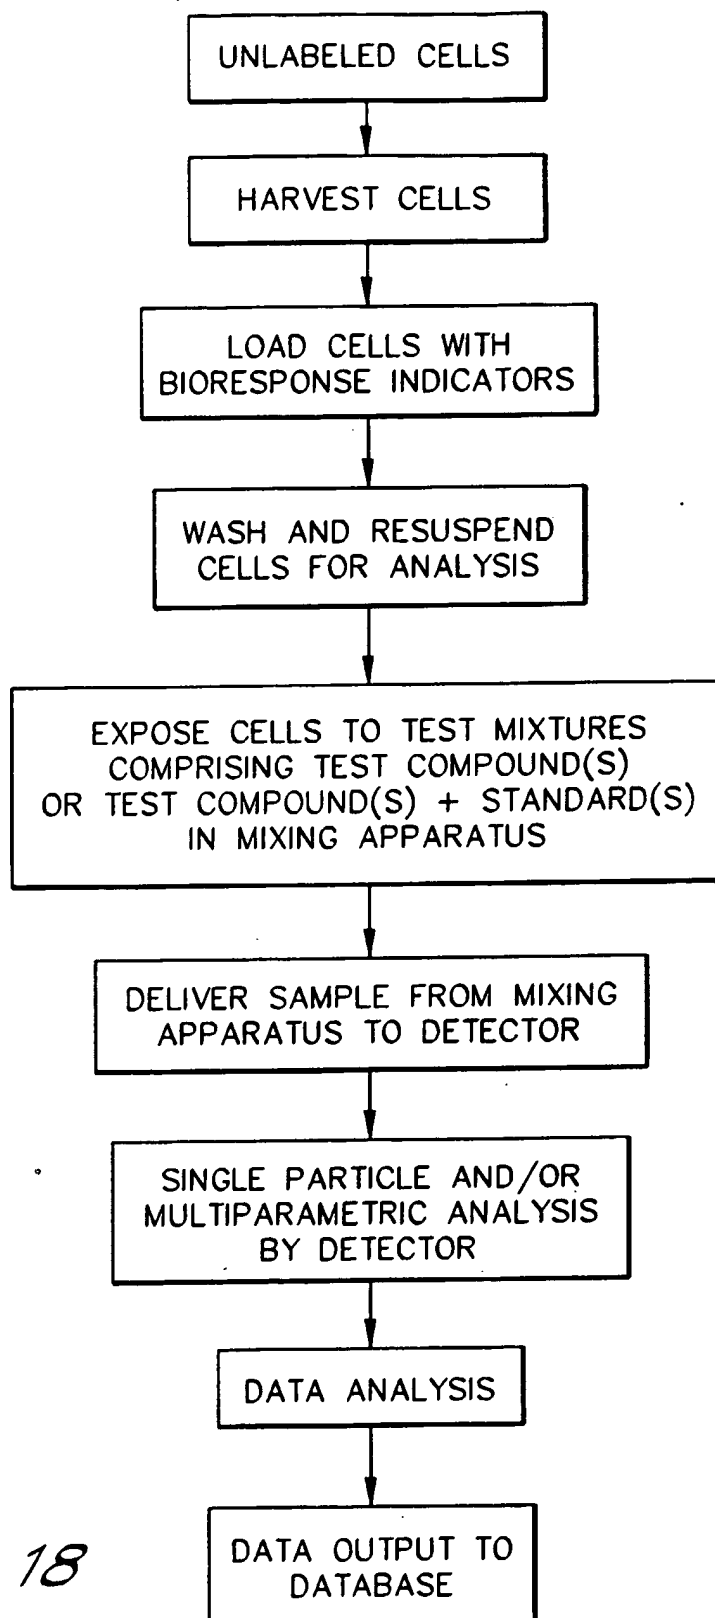 UNLABELED CELLS
HARVEST CELLS
LOAD CELLS WITH
BIORESPONSE INDICATORS
WASH AND RESUSPEND
CELLS FOR ANALYSIS
EXPOSE CELLS TO TEST MIXTURES
COMPRISING TEST COMPOUND(S)
OR TEST COMPOUND(S) + STANDARD(S)
IN MIXING APPARATUS
DELIVER SAMPLE FROM MIXING
APPARATUS TO DETECTOR
SINGLE PARTICLE AND/OR
MULTIPARAMETRIC ANALYSIS
BY DETECTOR
DATA ANALYSIS
DATA OUTPUT TO
DATABASE
18